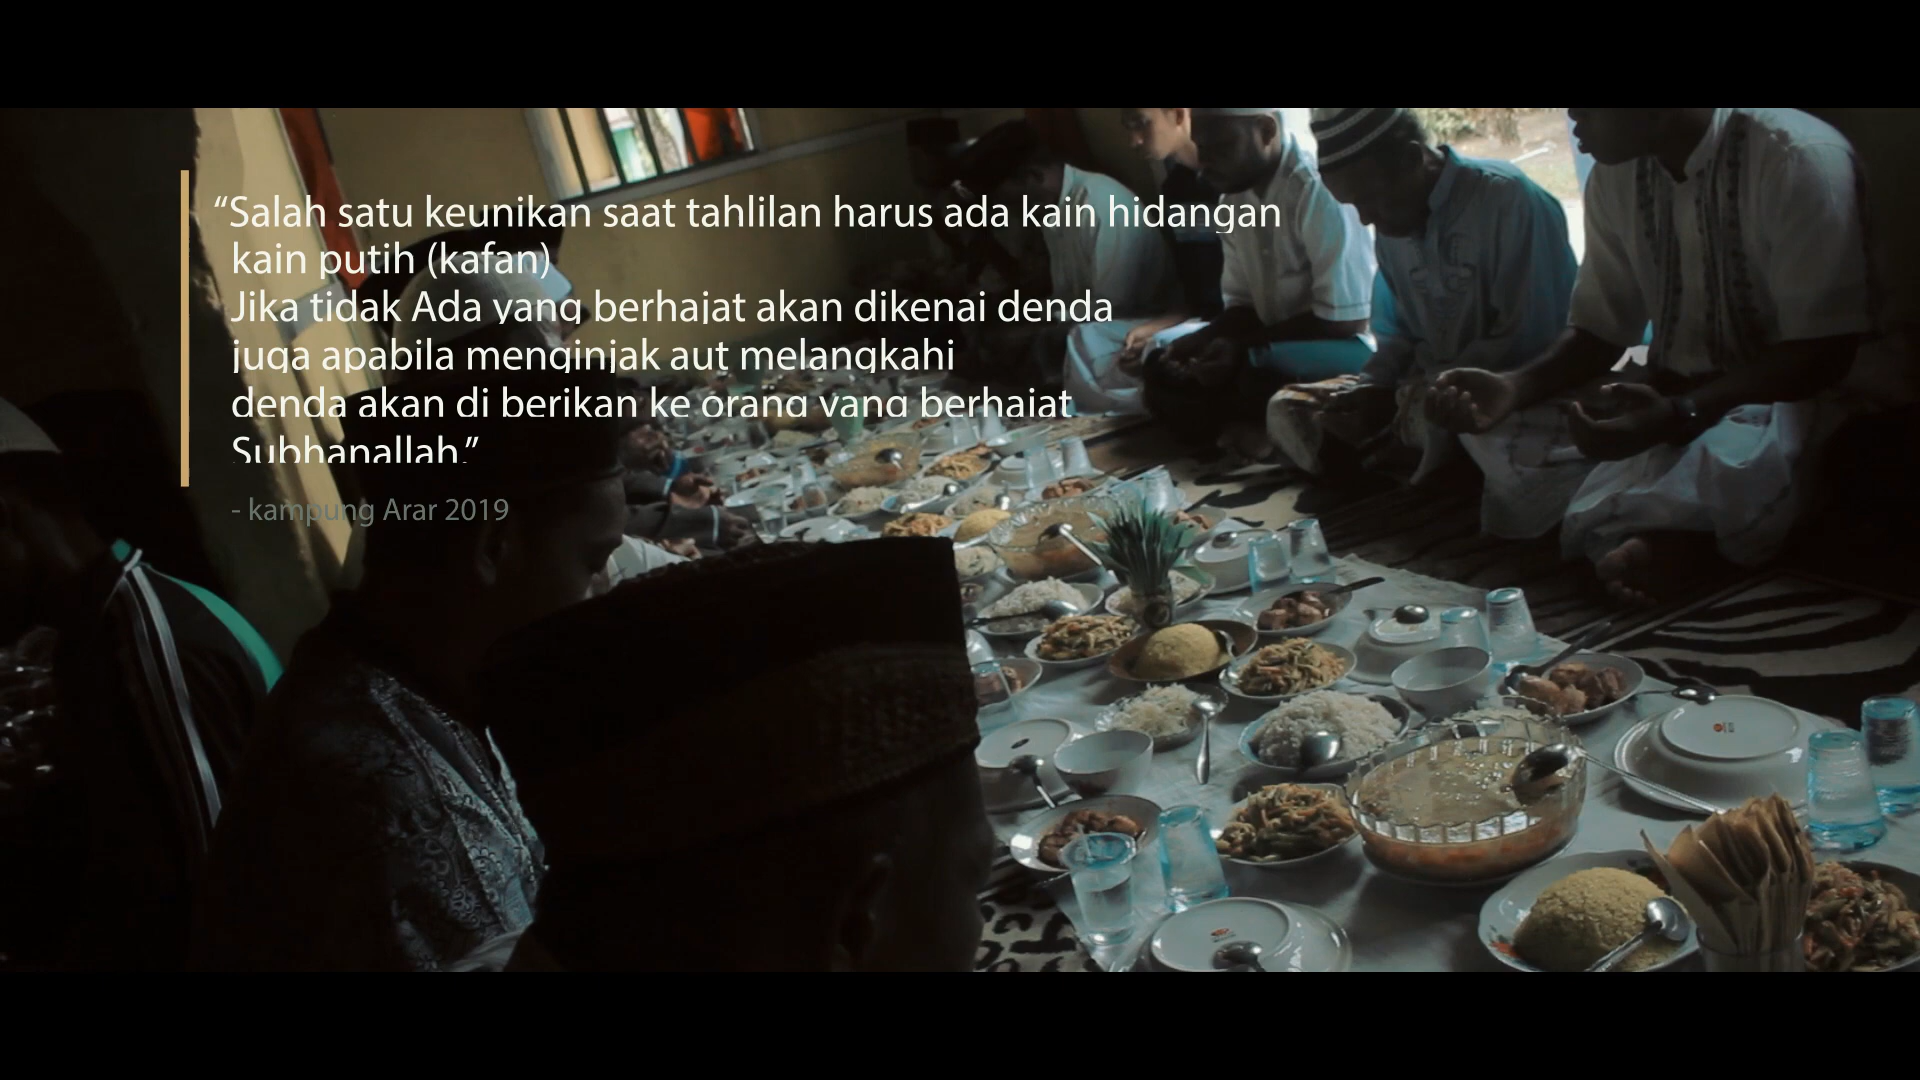 “Salah satu keunikan saat tahlilan harus ada kain hidangan
kain putih (kafan)
Jika tidak Ada yang berhajat akan dikenai denda
juga apabila menginjak aut melangkahi
denda akan di berikan ke orang yang berhajat
Subhanallah.”
- kampung Arar 2019